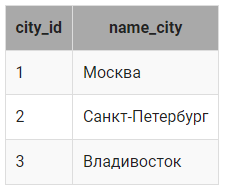 city_id name_city
1 Москва
2 Санкт-Петербург
3 Владивосток